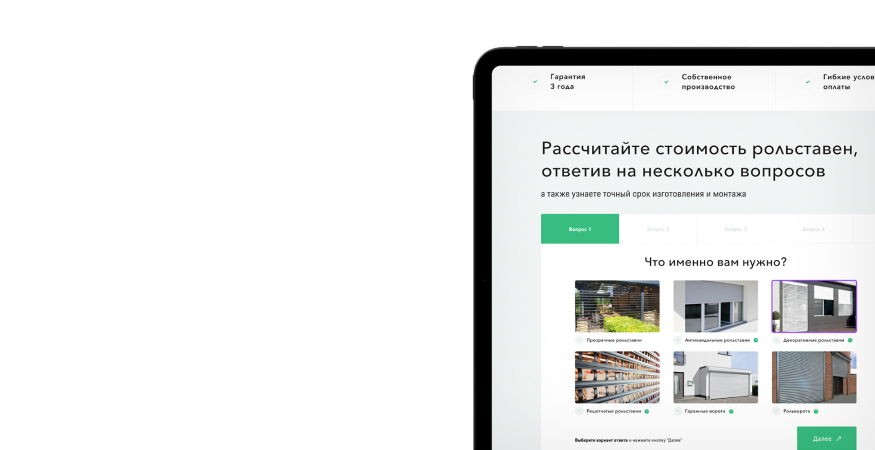 Гарантия
3 года
Собственное
производство
Гибкие услов
оплаты
Рассчитайте стоимость рольставен,
ответив на несколько вопросов
а также узнаете точный срок изготовления и монтажа
Вопрос 1
Вопрос 2
Вопрос 3
Вопрос 4
Что именно вам нужно?
Прозрачные рольставни
Антивандальные рольставни
Декоративные рольставни
Решетчатые рольставни
Гаражные ворота
Рольворота
Выберите вариант ответа и нажмите кнопку "Далее"
Далее